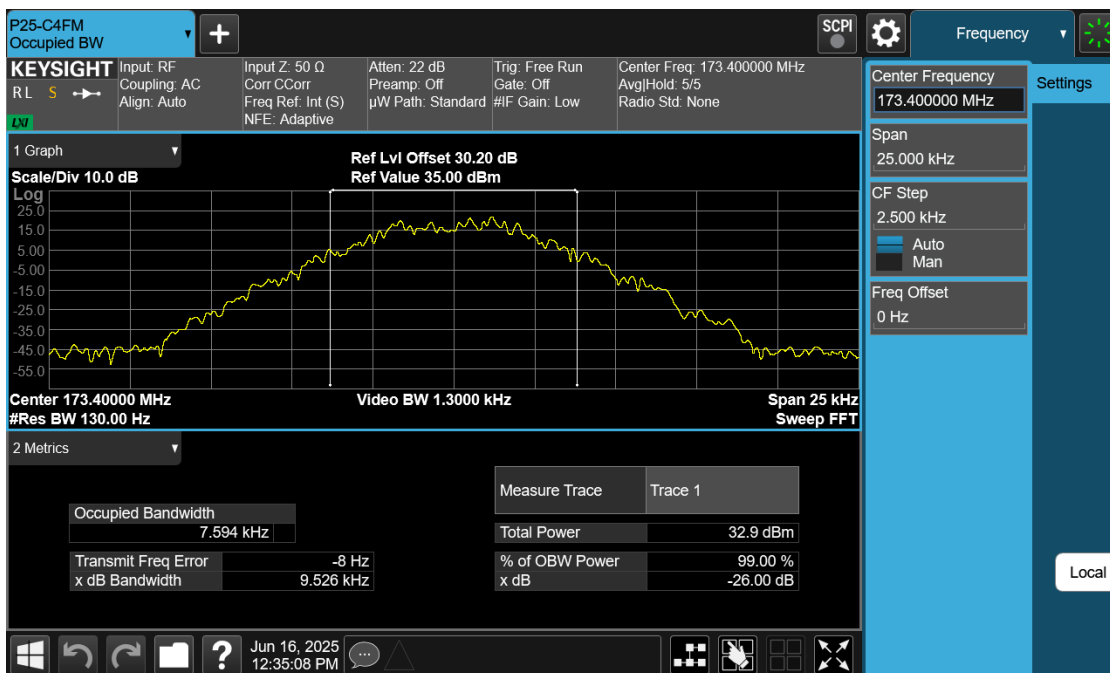 P25-C4FM
Occupied BW
SCPI
Frequency
KEYSIGHT
R L S
LXI
Input: RF
Coupling: AC
Align: Auto
Input Z: 50 Ω
Corr CCorr
Freq Ref: Int (S)
NFE: Adaptive
Atten: 22 dB
Preamp: Off
µW Path: Standard
Trig: Free Run
Gate: Off
#IF Gain: Low
Center Freq: 173.400000 MHz
Avg|Hold: 5/5
Radio Std: None
1 Graph
Scale/Div 10.0 dB
Ref Lvl Offset 30.20 dB
Ref Value 35.00 dBm
Log
25.0
15.0
5.00
-5.00
-15.0
-25.0
-35.0
-45.0
-55.0
Center 173.40000 MHz
#Res BW 130.00 Hz
Video BW 1.3000 kHz
Span 25 kHz
Sweep FFT
2 Metrics
Occupied Bandwidth
7.594 kHz
Transmit Freq Error -8 Hz
x dB Bandwidth 9.526 kHz
Measure Trace Trace 1
Total Power 32.9 dBm
% of OBW Power 99.00 %
x dB -26.00 dB
Center Frequency
173.400000 MHz
Span
25.000 kHz
CF Step
2.500 kHz
Auto
Man
Freq Offset
0 Hz
Settings
Local
?
Jun 16, 2025
12:35:08 PM